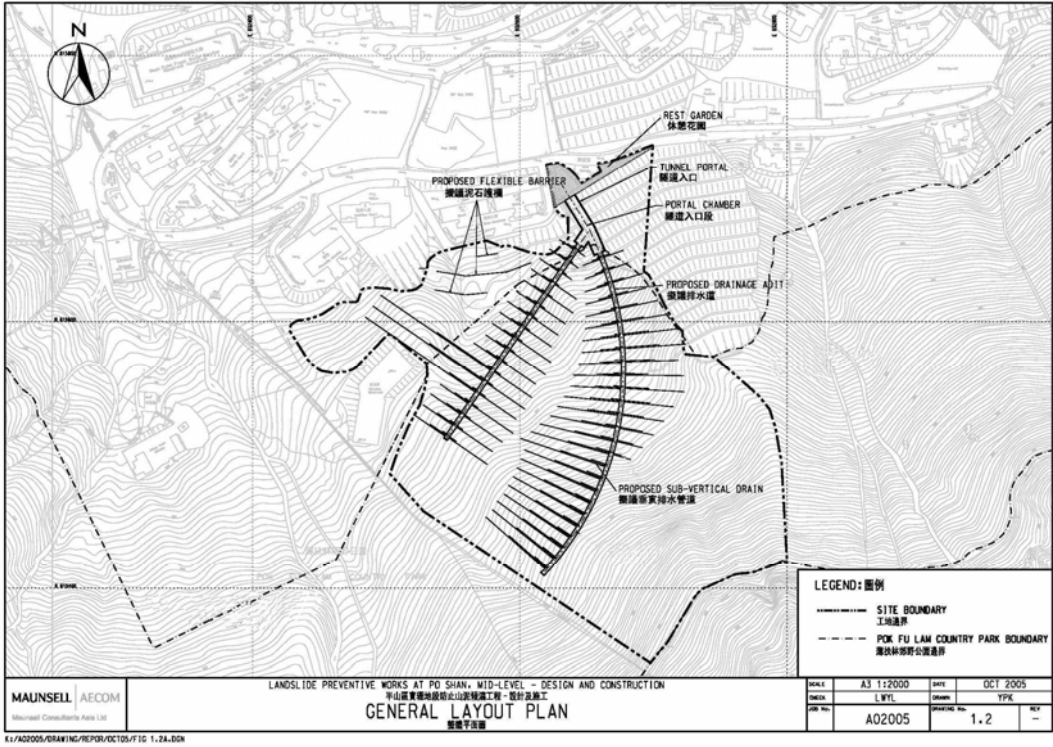 N
REST GARDEN
休憩花園
TUNNEL PORTAL
隧道入口
PROPOSED FLEXIBLE BARRIER
擬議泥石護欄
PORTAL CHAMBER
隧道入口段
PROPOSED DRAINAGE ADIT
擬議排水道
PROPOSED SUB-VERTICAL DRAIN
擬議垂直排水管道
LEGEND:圖例
SITE BOUNDARY
工地邊界
POK FU LAM COUNTRY PARK BOUNDARY
薄扶林郊野公園邊界
MAUNSELL | AECOM
Maunsell Consultants Asia Ltd
LANDSLIDE PREVENTIVE WORKS AT PO SHAN, MID-LEVEL - DESIGN AND CONSTRUCTION
GENERAL LAYOUT PLAN
整體平面圖
SCALE A3 1:2000 DATE OCT 2005
CHECK LWYL DRAWN YPK
JOB No. A02005 DRAWING No. 1.2 REV -
K:/A02005/DRAWING/REPOR/OCT05/FIG 1.2A.DGN